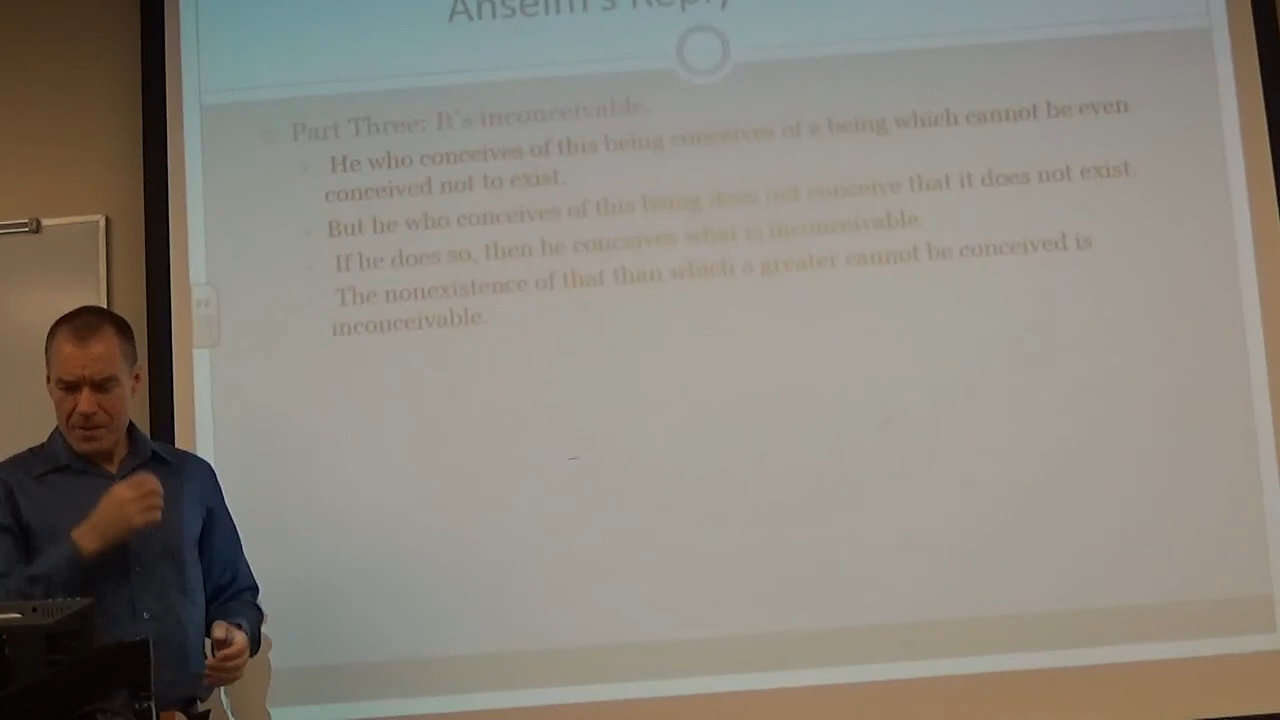 Anselm's Reply
Part Three: It's inconceivable.
He who conceives of this being conceives of a being which cannot be even
conceived not to exist.
But he who conceives of this being does not conceive that it does not exist.
If he does so, then he conceives what is inconceivable.
The nonexistence of that than which a greater cannot be conceived is
inconceivable.